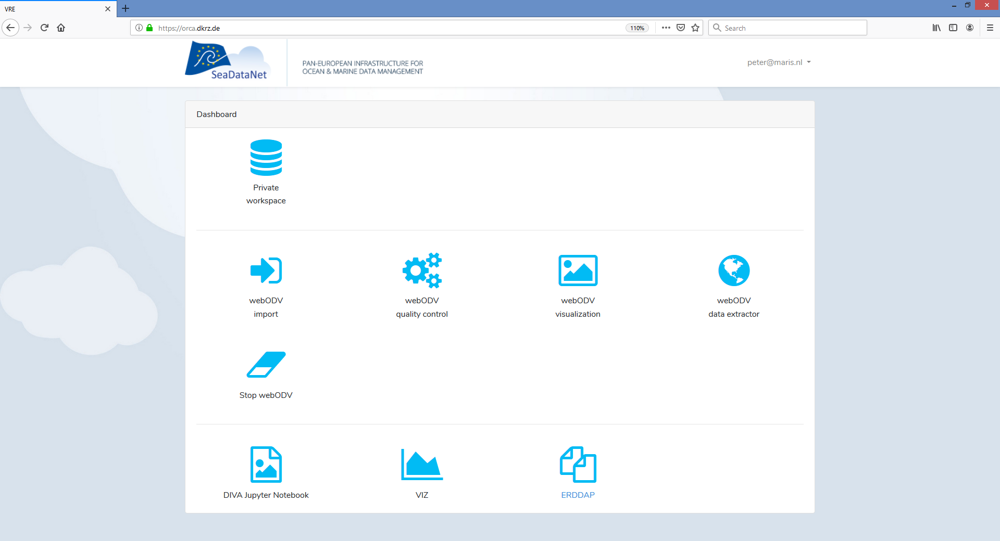 VRE
https://orca.dkrz.de
110%
Search
SeaDataNet
PAN-EUROPEAN INFRASTRUCTURE FOR
OCEAN & MARINE DATA MANAGEMENT
peter@maris.nl
Dashboard
Private
workspace
webODV
import
webODV
quality control
webODV
visualization
webODV
data extractor
Stop webODV
DIVA Jupyter Notebook
VIZ
ERDDAP